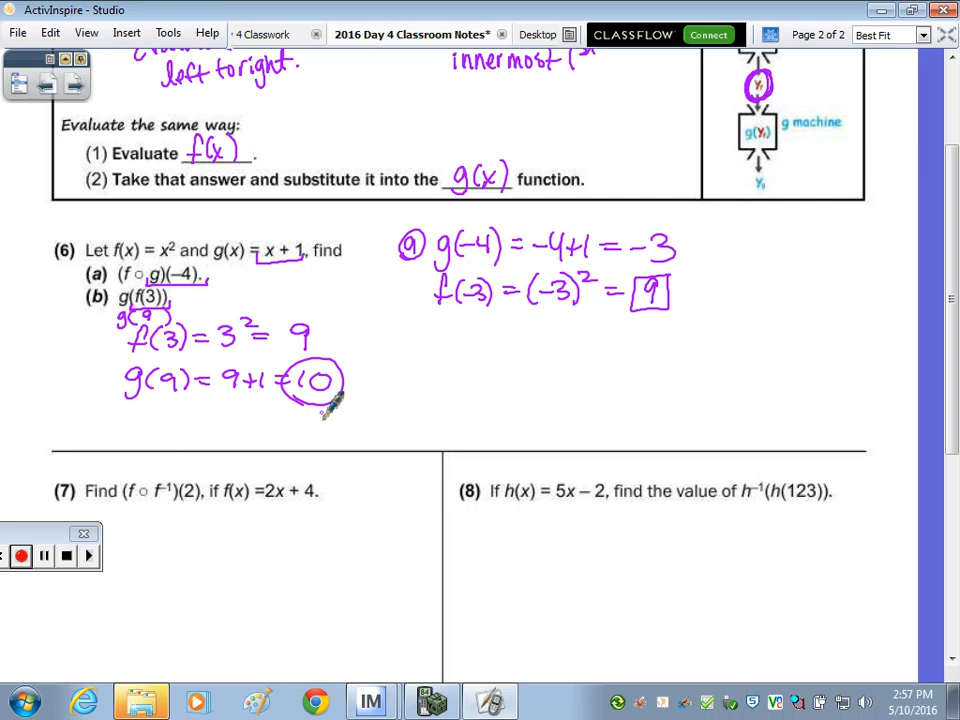 ActivInspire - Studio
File Edit View Insert Tools Help
4 Classwork
2016 Day 4 Classroom Notes*
Desktop
CLASSFLOW Connect
Page 2 of 2
Best Fit
left to right.
innermost
Y₁
g(Y₁)
g machine
Evaluate the same way:
(1) Evaluate f(x).
(2) Take that answer and substitute it into the g(x) function.
(6) Let f(x) = x² and g(x) = x + 1, find
(a) (f ○ g)(–4).
(b) g(f(3))
g(9)
f(3) = 3² = 9
g(9) = 9+1 = 10
(a) g(-4) = -4+1 = -3
f(-3) = (-3)² = 9
(7) Find (f ○ f⁻¹)(2), if f(x) =2x + 4.
(8) If h(x) = 5x – 2, find the value of h⁻¹(h(123)).
IM
84
2:57 PM
5/10/2016